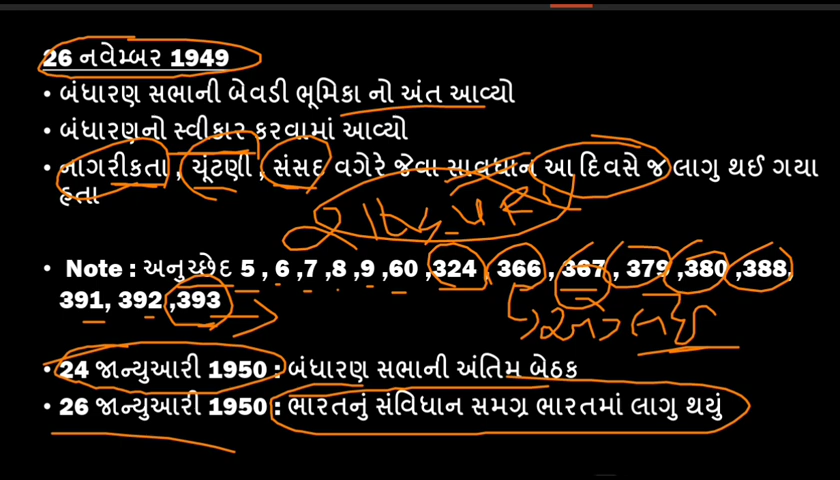 26 નવેમ્બર 1949
• બંધારણ સભાની બેવડી ભૂમિકા નો અંત આવ્યો
• બંધારણનો સ્વીકાર કરવામાં આવ્યો
• નાગરીકતા , ચૂંટણી , સંસદ વગેરે જેવા સાવધાન આ દિવસે જ લાગુ થઈ ગયા
હતા
• Note : અનુચ્છેદ 5 , 6 ,7 ,8 ,9 ,60 ,324 , 366 , 367 , 379 ,380 ,388,
391, 392 ,393
• 24 જાન્યુઆરી 1950 : બંધારણ સભાની અંતિમ બેઠક
• 26 જાન્યુઆરી 1950 : ભારતનું સંવિધાન સમગ્ર ભારતમાં લાગુ થયું